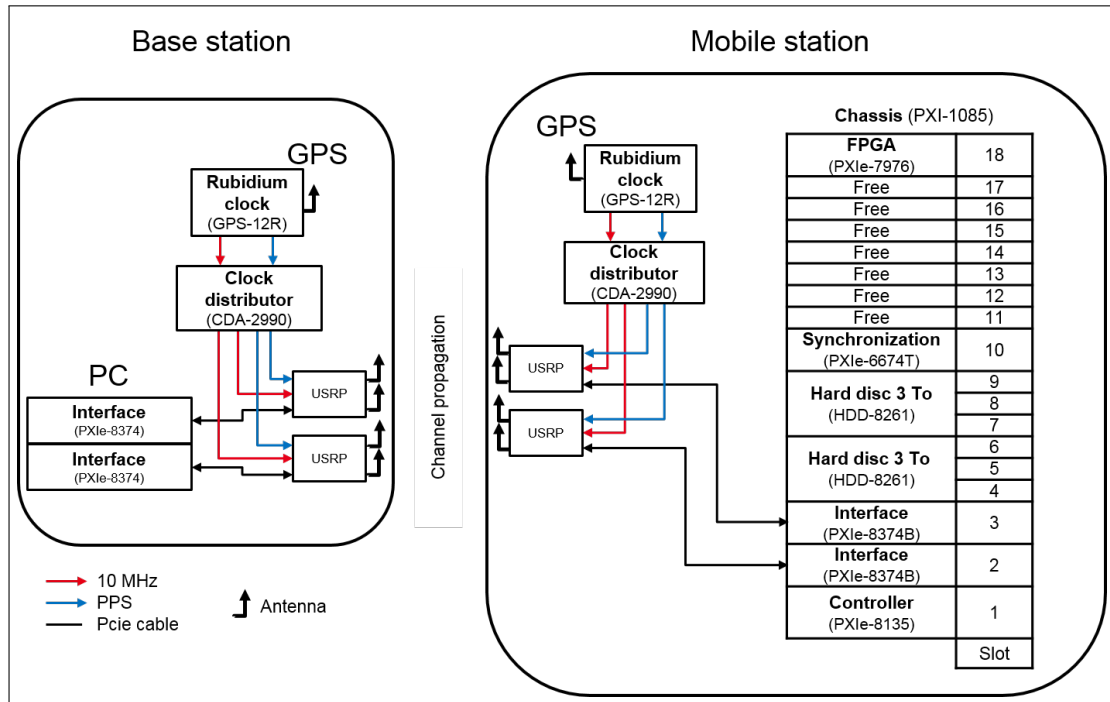 Base station
Mobile station
GPS
Rubidium
clock
(GPS-12R)
Clock
distributor
(CDA-2990)
PC
Interface
(PXIe-8374)
Interface
(PXIe-8374)
USRP
USRP
10 MHz
PPS
Pcie cable
Antenna
Channel propagation
GPS
Rubidium
clock
(GPS-12R)
Clock
distributor
(CDA-2990)
USRP
USRP
Chassis (PXI-1085)
FPGA
(PXIe-7976)
18
Free 17
Free 16
Free 15
Free 14
Free 13
Free 12
Free 11
Synchronization
(PXIe-6674T)
10
Hard disc 3 To
(HDD-8261)
9
8
7
Hard disc 3 To
(HDD-8261)
6
5
4
Interface
(PXIe-8374B)
3
Interface
(PXIe-8374B)
2
Controller
(PXIe-8135)
1
Slot